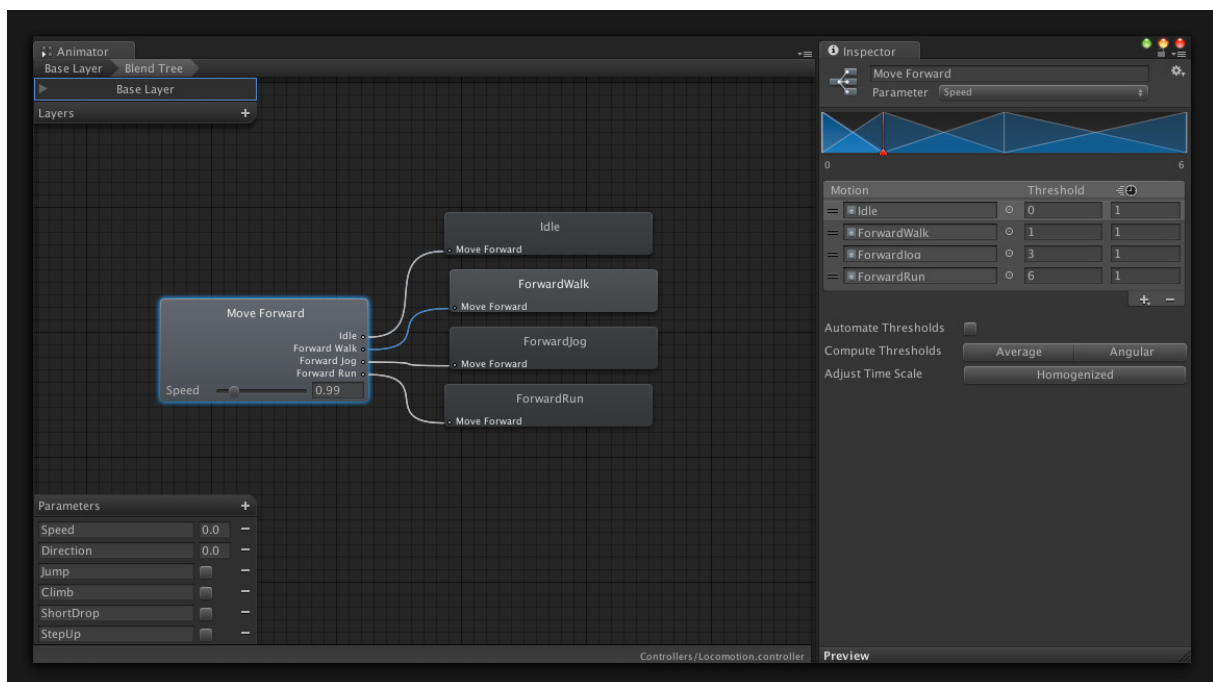 Animator
Base Layer Blend Tree
Base Layer
Layers +
Idle
Move Forward
ForwardWalk
Move Forward
ForwardJog
Move Forward
ForwardRun
Move Forward
Move Forward
Idle
Forward Walk
Forward Jog
Forward Run
Speed 0.99
Parameters +
Speed 0.0 −
Direction 0.0 −
Jump −
Climb −
ShortDrop −
StepUp −
Controllers/Locomotion.controller
Inspector
Move Forward
Parameter Speed
0 6
Motion Threshold
Idle 0 1
ForwardWalk 1 1
ForwardJog 3 1
ForwardRun 6 1
+ −
Automate Thresholds
Compute Thresholds Average Angular
Adjust Time Scale Homogenized
Preview